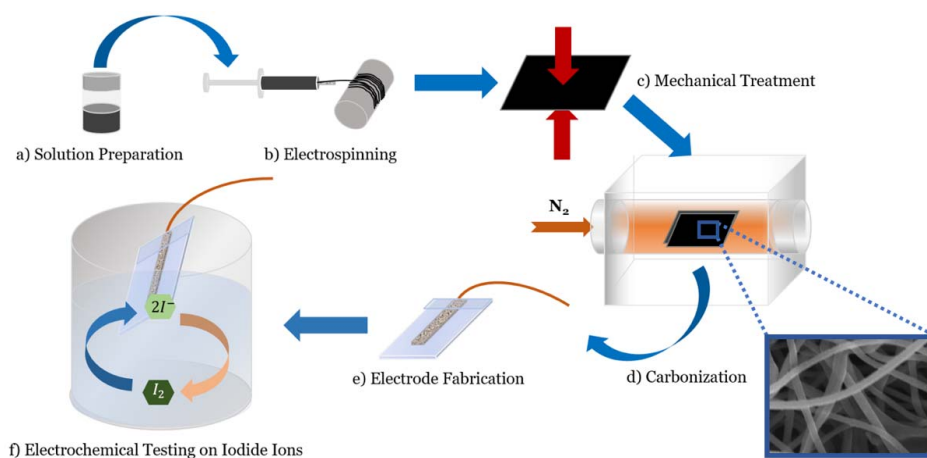 a) Solution Preparation
b) Electrospinning
c) Mechanical Treatment
N₂
d) Carbonization
e) Electrode Fabrication
2I⁻
I₂
f) Electrochemical Testing on Iodide Ions